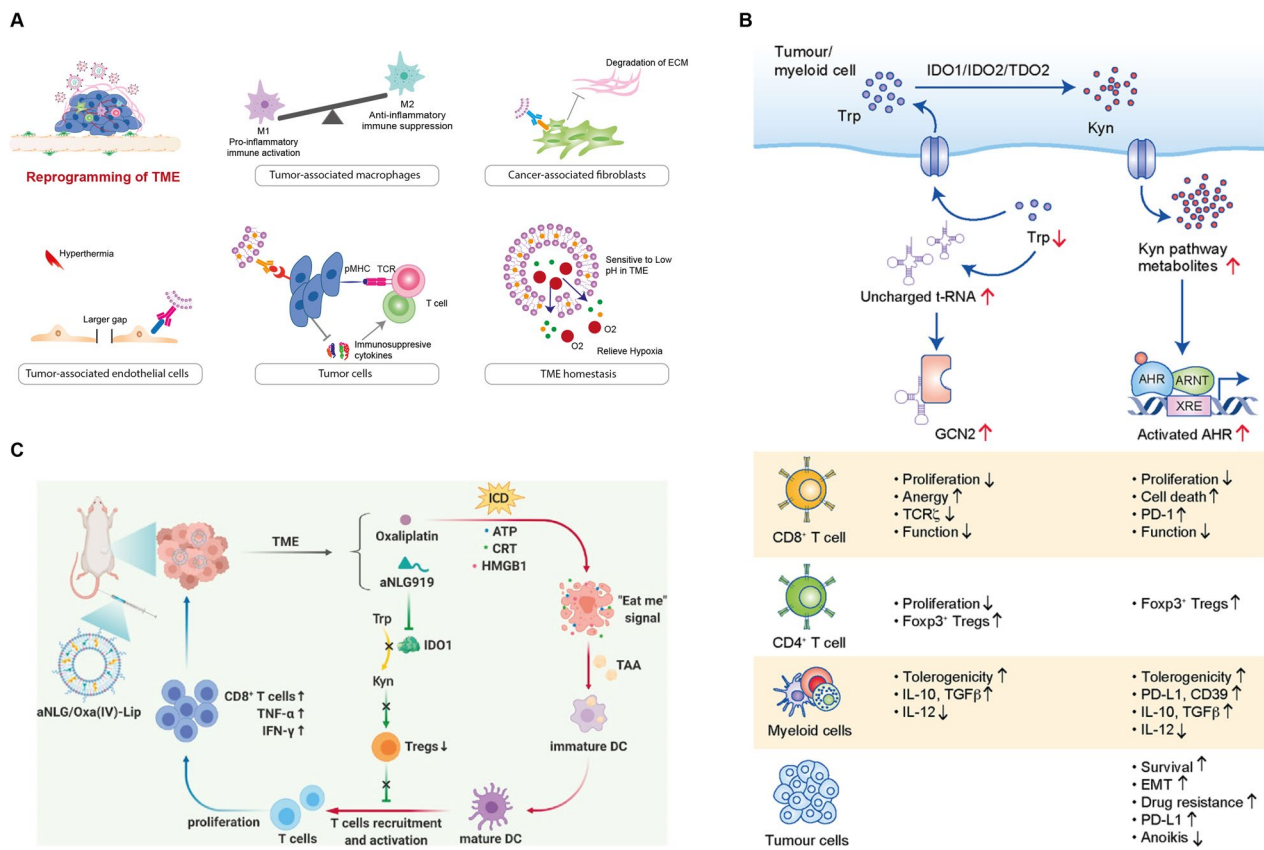 A
Reprogramming of TME
M1
Pro-inflammatory
immune activation
M2
Anti-inflammatory
immune suppression
Tumor-associated macrophages
Degradation of ECM
Cancer-associated fibroblasts
Hyperthermia
Larger gap
Tumor-associated endothelial cells
pMHC
TCR
T cell
Immunosuppresive
cytokines
Tumor cells
Sensitive to Low
pH in TME
O2
O2
Relieve Hypoxia
TME homestasis
B
Tumour/
myeloid cell
IDO1/IDO2/TDO2
Trp
Kyn
Trp ↓
Kyn pathway
metabolites ↑
Uncharged t-RNA ↑
GCN2 ↑
AHR
ARNT
XRE
Activated AHR ↑
CD8⁺ T cell
• Proliferation ↓
• Anergy ↑
• TCRζ ↓
• Function ↓
• Proliferation ↓
• Cell death ↑
• PD-1 ↑
• Function ↓
CD4⁺ T cell
• Proliferation ↓
• Foxp3⁺ Tregs ↑
• Foxp3⁺ Tregs ↑
Myeloid cells
• Tolerogenicity ↑
• IL-10, TGFβ ↑
• IL-12 ↓
• Tolerogenicity ↑
• PD-L1, CD39 ↑
• IL-10, TGFβ ↑
• IL-12 ↓
Tumour cells
• Survival ↑
• EMT ↑
• Drug resistance ↑
• PD-L1 ↑
• Anoikis ↓
C
aNLG/Oxa(IV)-Lip
TME
Oxaliplatin
aNLG919
ICD
• ATP
• CRT
• HMGB1
"Eat me"
signal
TAA
immature DC
mature DC
Trp
IDO1
Kyn
Tregs ↓
T cells recruitment
and activation
T cells
proliferation
CD8⁺ T cells ↑
TNF-α ↑
IFN-γ ↑